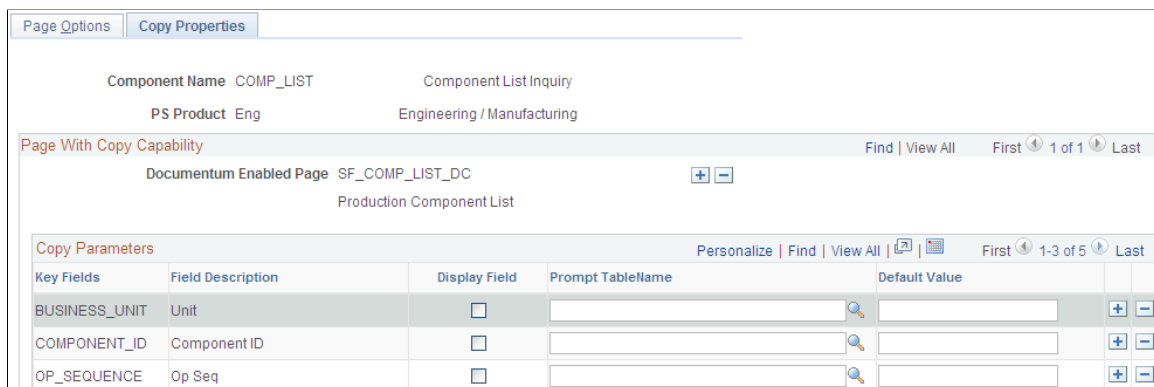 Page Options Copy Properties
Component Name COMP_LIST Component List Inquiry
PS Product Eng Engineering / Manufacturing
Page With Copy Capability Find | View All First 1 of 1 Last
Documentum Enabled Page SF_COMP_LIST_DC
Production Component List
Copy Parameters Personalize | Find | View All | | First 1-3 of 5 Last
Key Fields Field Description Display Field Prompt TableName Default Value
BUSINESS_UNIT Unit
COMPONENT_ID Component ID
OP_SEQUENCE Op Seq